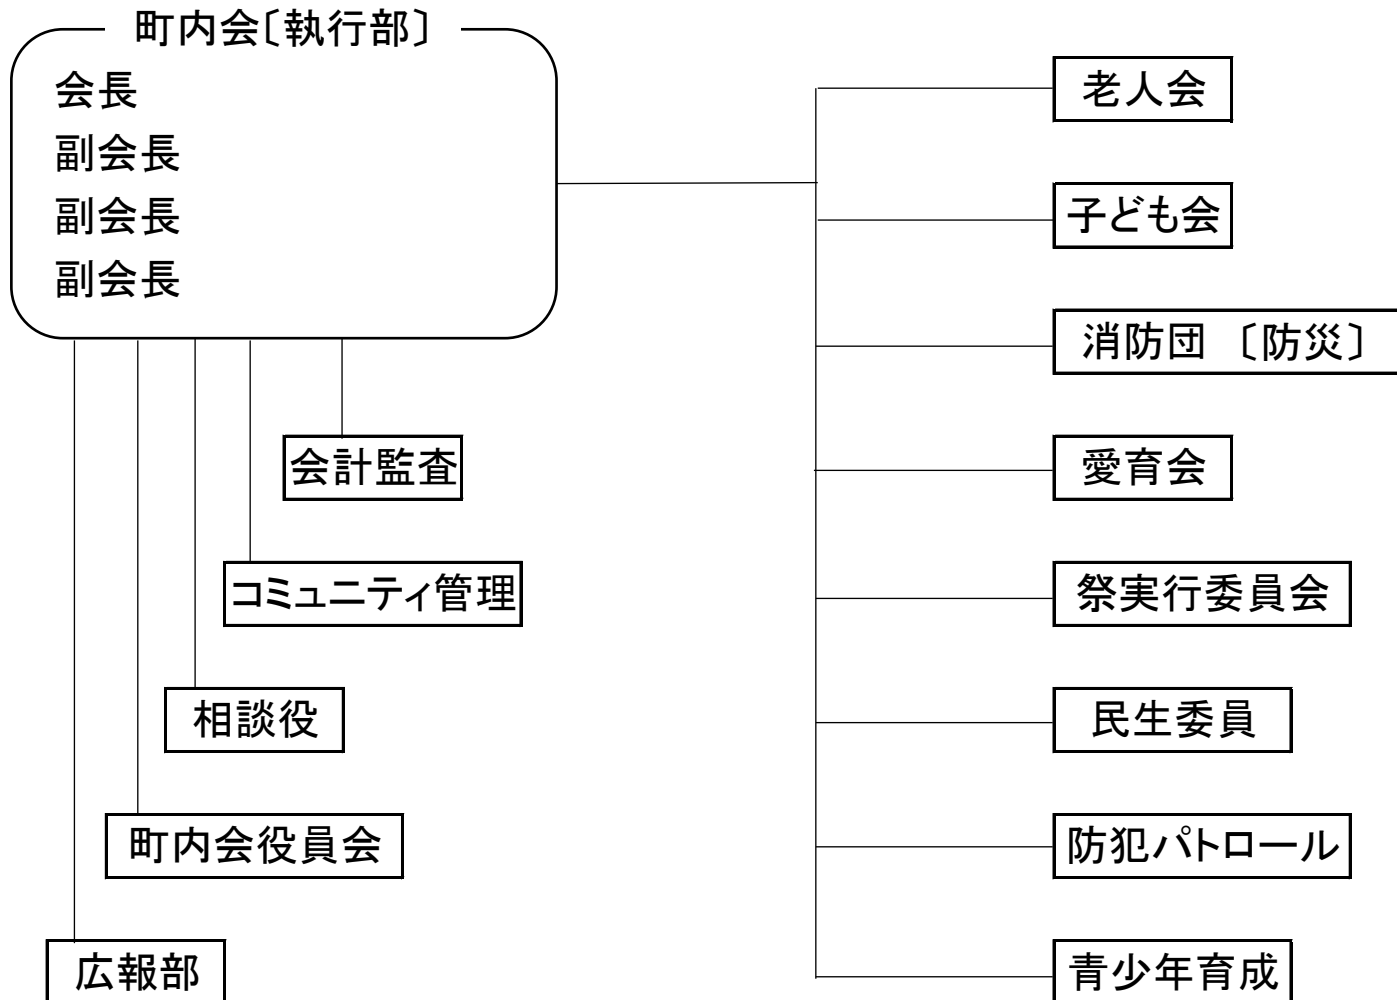 町内会〔執行部〕
会長
副会長
副会長
副会長
会計監査
コミュニティ管理
相談役
町内会役員会
広報部
老人会
子ども会
消防団 〔防災〕
愛育会
祭実行委員会
民生委員
防犯パトロール
青少年育成